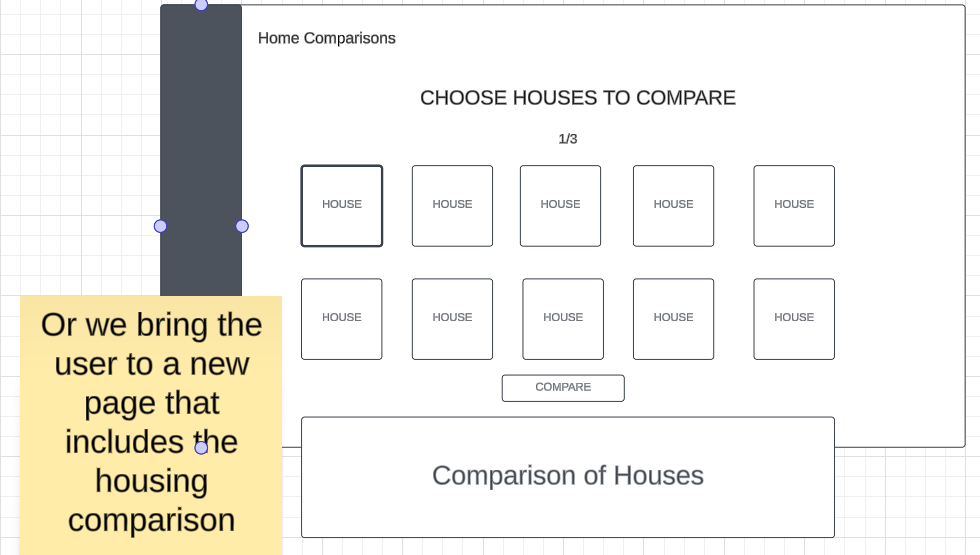 Home Comparisons
CHOOSE HOUSES TO COMPARE
1/3
HOUSE HOUSE HOUSE HOUSE HOUSE
HOUSE HOUSE HOUSE HOUSE HOUSE
COMPARE
Comparison of Houses
Or we bring the
user to a new
page that
includes the
housing
comparison